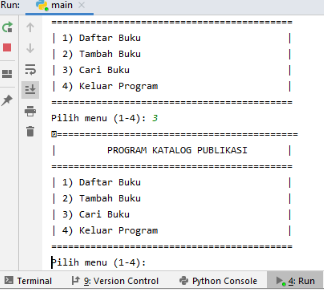 Run: main
==========================================
| 1) Daftar Buku |
| 2) Tambah Buku |
| 3) Cari Buku |
| 4) Keluar Program |
==========================================
Pilih menu (1-4): 3
==========================================
| PROGRAM KATALOG PUBLIKASI |
==========================================
| 1) Daftar Buku |
| 2) Tambah Buku |
| 3) Cari Buku |
| 4) Keluar Program |
==========================================
Pilih menu (1-4):
Terminal 9: Version Control Python Console 4: Run